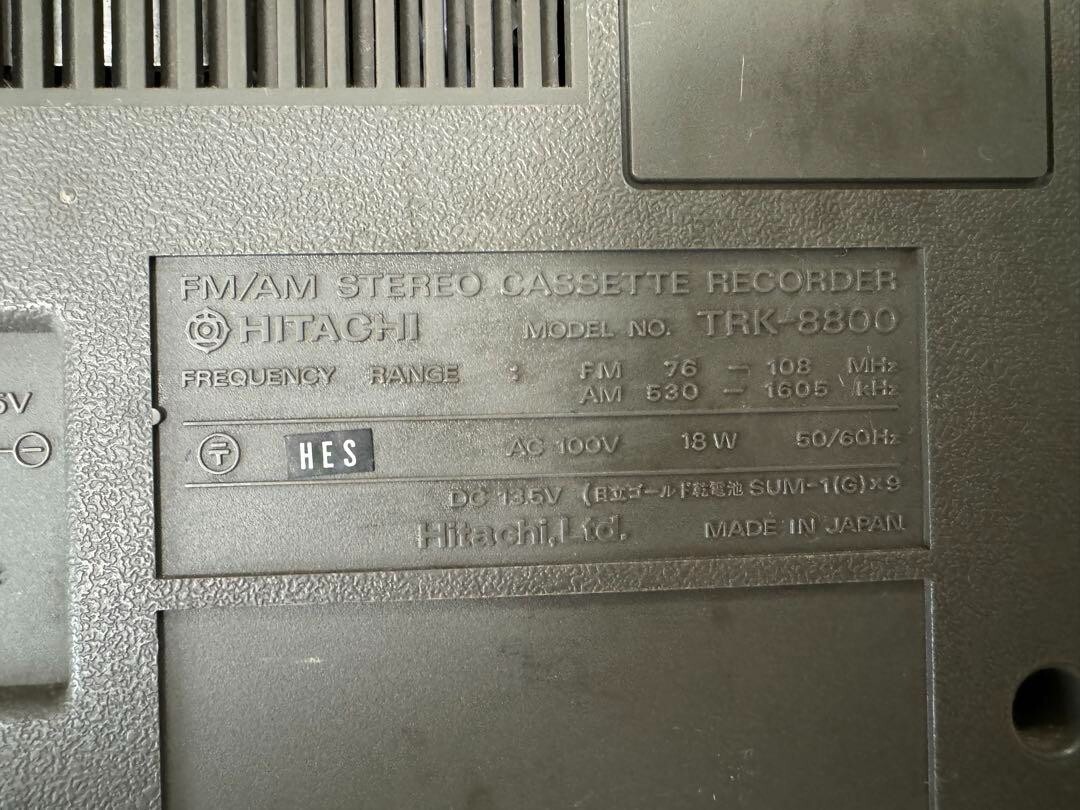 FM/AM STEREO CASSETTE RECORDER
HITACHI MODEL NO. TRK-8800
FREQUENCY RANGE : FM 76 — 108 MHz
AM 530 — 1605 kHz
5V
〒 HES AC 100V 18W 50/60Hz
DC 13.5V (日立ゴールド乾電池 SUM-1(G)×9
Hitachi,Ltd. MADE IN JAPAN